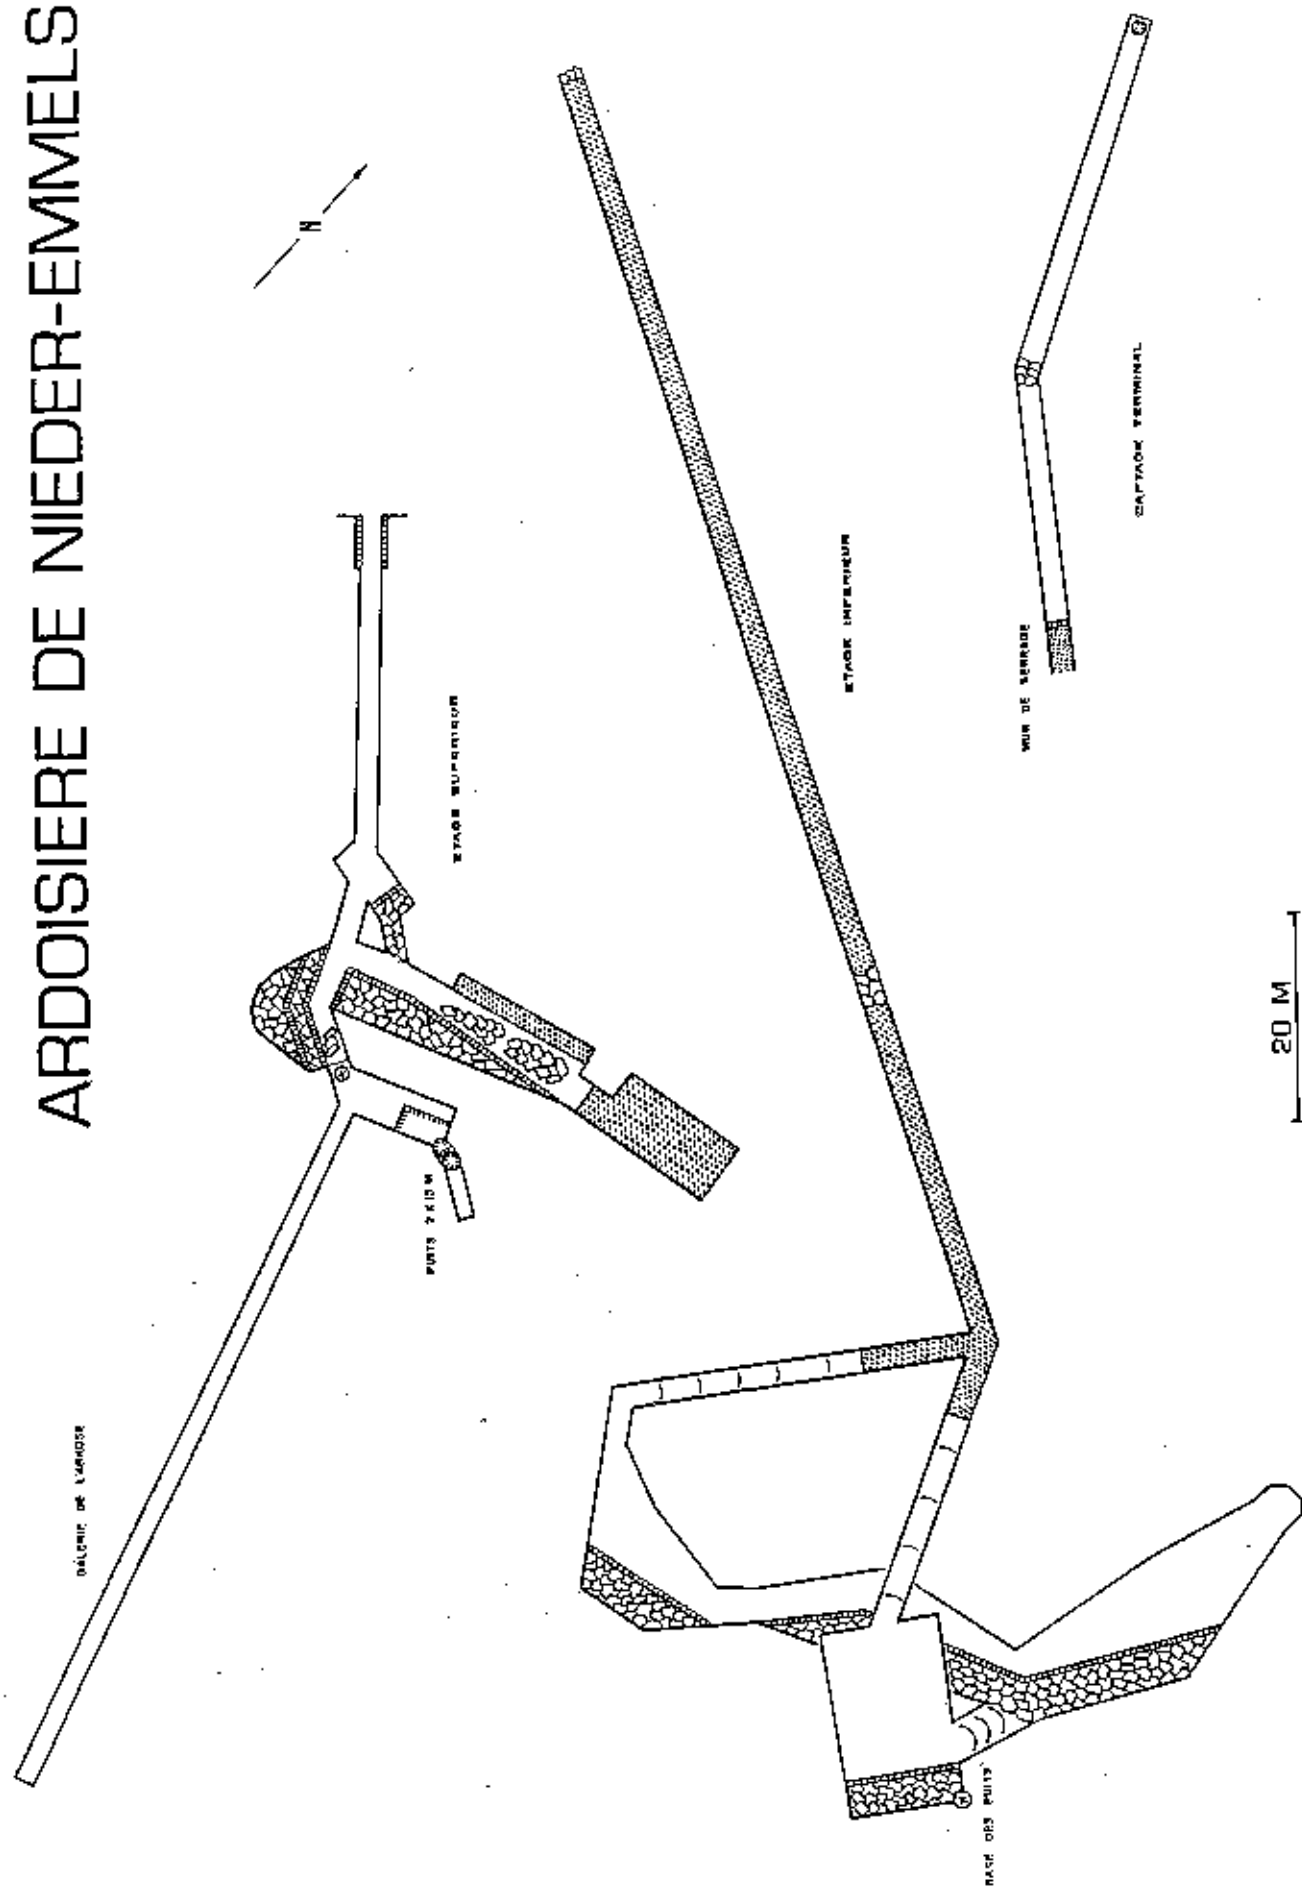 ARDOISIERE DE NIEDER-EMMELS
N
ETAGE SUPERIEUR
GALERIE DE L'ARKOSE
PUITS 2 X 15 M
ETAGE INFERIEUR
CAPTAGE TERMINAL
MUR DE SERRAGE
BASE DES PUITS
20 M